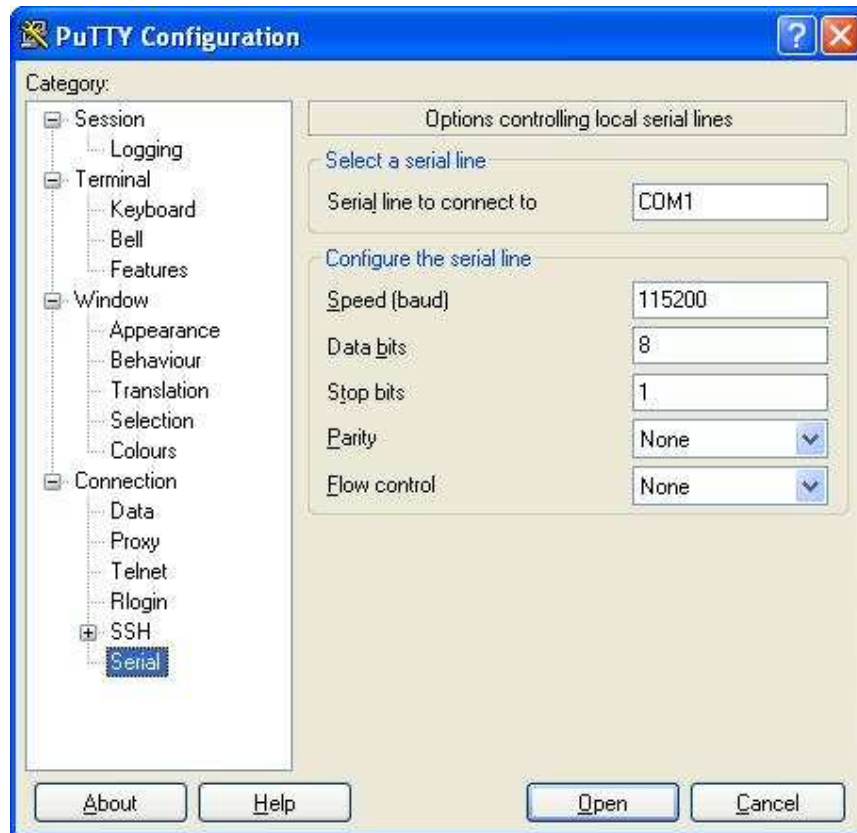 PuTTY Configuration
Category:
Session
Logging
Terminal
Keyboard
Bell
Features
Window
Appearance
Behaviour
Translation
Selection
Colours
Connection
Data
Proxy
Telnet
Rlogin
SSH
Serial
Options controlling local serial lines
Select a serial line
Serial line to connect to COM1
Configure the serial line
Speed (baud) 115200
Data bits 8
Stop bits 1
Parity None
Flow control None
About Help Open Cancel